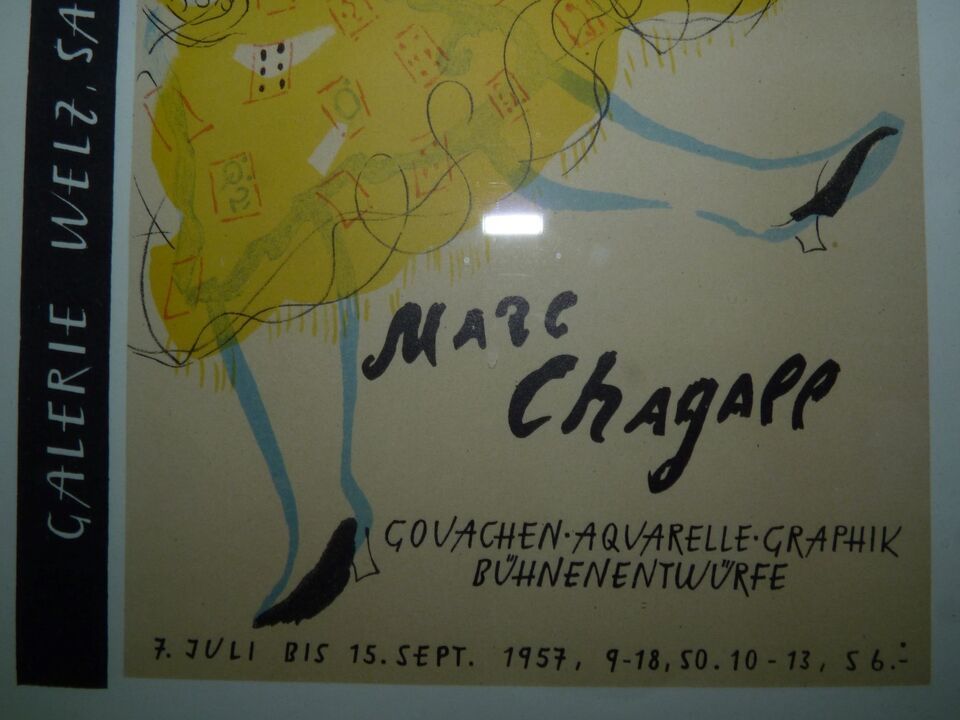 GALERIE WELZ, SA
Marc
Chagall
GOUACHEN·AQUARELLE·GRAPHIK
BÜHNENENTWÜRFE
7. JULI BIS 15. SEPT. 1957, 9-18, SO. 10-13, S 6.-